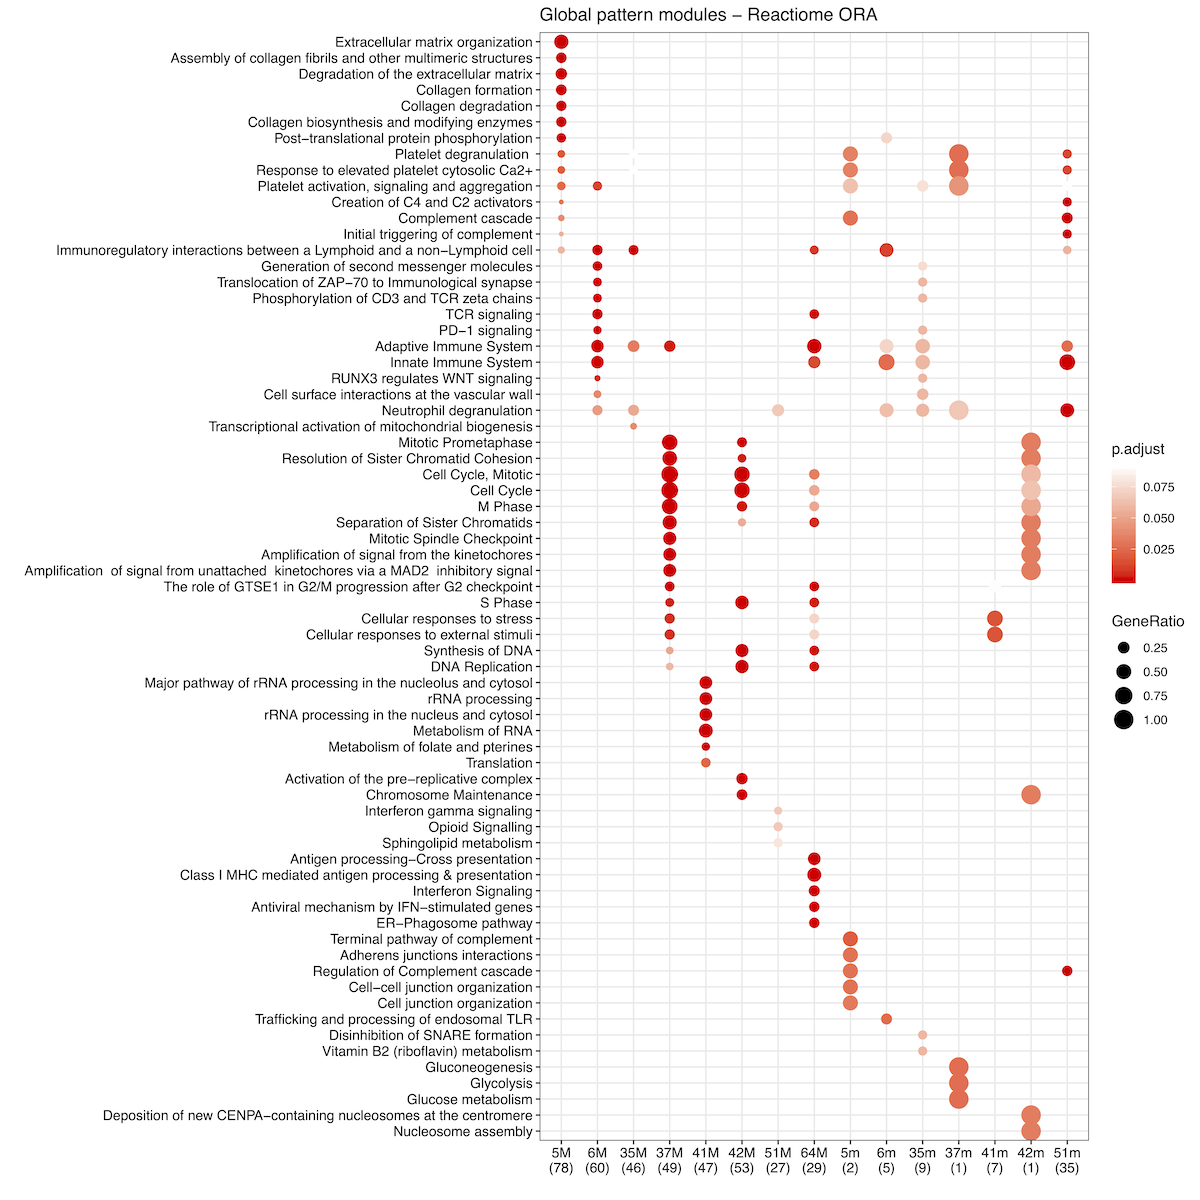 Global pattern modules − Reactiome ORA
Extracellular matrix organization
Assembly of collagen fibrils and other multimeric structures
Degradation of the extracellular matrix
Collagen formation
Collagen degradation
Collagen biosynthesis and modifying enzymes
Post−translational protein phosphorylation
Platelet degranulation
Response to elevated platelet cytosolic Ca2+
Platelet activation, signaling and aggregation
Creation of C4 and C2 activators
Complement cascade
Initial triggering of complement
Immunoregulatory interactions between a Lymphoid and a non−Lymphoid cell
Generation of second messenger molecules
Translocation of ZAP−70 to Immunological synapse
Phosphorylation of CD3 and TCR zeta chains
TCR signaling
PD−1 signaling
Adaptive Immune System
Innate Immune System
RUNX3 regulates WNT signaling
Cell surface interactions at the vascular wall
Neutrophil degranulation
Transcriptional activation of mitochondrial biogenesis
Mitotic Prometaphase
Resolution of Sister Chromatid Cohesion
Cell Cycle, Mitotic
Cell Cycle
M Phase
Separation of Sister Chromatids
Mitotic Spindle Checkpoint
Amplification of signal from the kinetochores
Amplification  of signal from unattached  kinetochores via a MAD2  inhibitory signal
The role of GTSE1 in G2/M progression after G2 checkpoint
S Phase
Cellular responses to stress
Cellular responses to external stimuli
Synthesis of DNA
DNA Replication
Major pathway of rRNA processing in the nucleolus and cytosol
rRNA processing
rRNA processing in the nucleus and cytosol
Metabolism of RNA
Metabolism of folate and pterines
Translation
Activation of the pre−replicative complex
Chromosome Maintenance
Interferon gamma signaling
Opioid Signalling
Sphingolipid metabolism
Antigen processing−Cross presentation
Class I MHC mediated antigen processing & presentation
Interferon Signaling
Antiviral mechanism by IFN−stimulated genes
ER−Phagosome pathway
Terminal pathway of complement
Adherens junctions interactions
Regulation of Complement cascade
Cell−cell junction organization
Cell junction organization
Trafficking and processing of endosomal TLR
Disinhibition of SNARE formation
Vitamin B2 (riboflavin) metabolism
Gluconeogenesis
Glycolysis
Glucose metabolism
Deposition of new CENPA−containing nucleosomes at the centromere
Nucleosome assembly
5M 6M 35M 37M 41M 42M 51M 64M 5m 6m 35m 37m 41m 42m 51m
(78) (60) (46) (49) (47) (53) (27) (29) (2) (5) (9) (1) (7) (1) (35)
p.adjust
0.075
0.050
0.025
GeneRatio
0.25
0.50
0.75
1.00